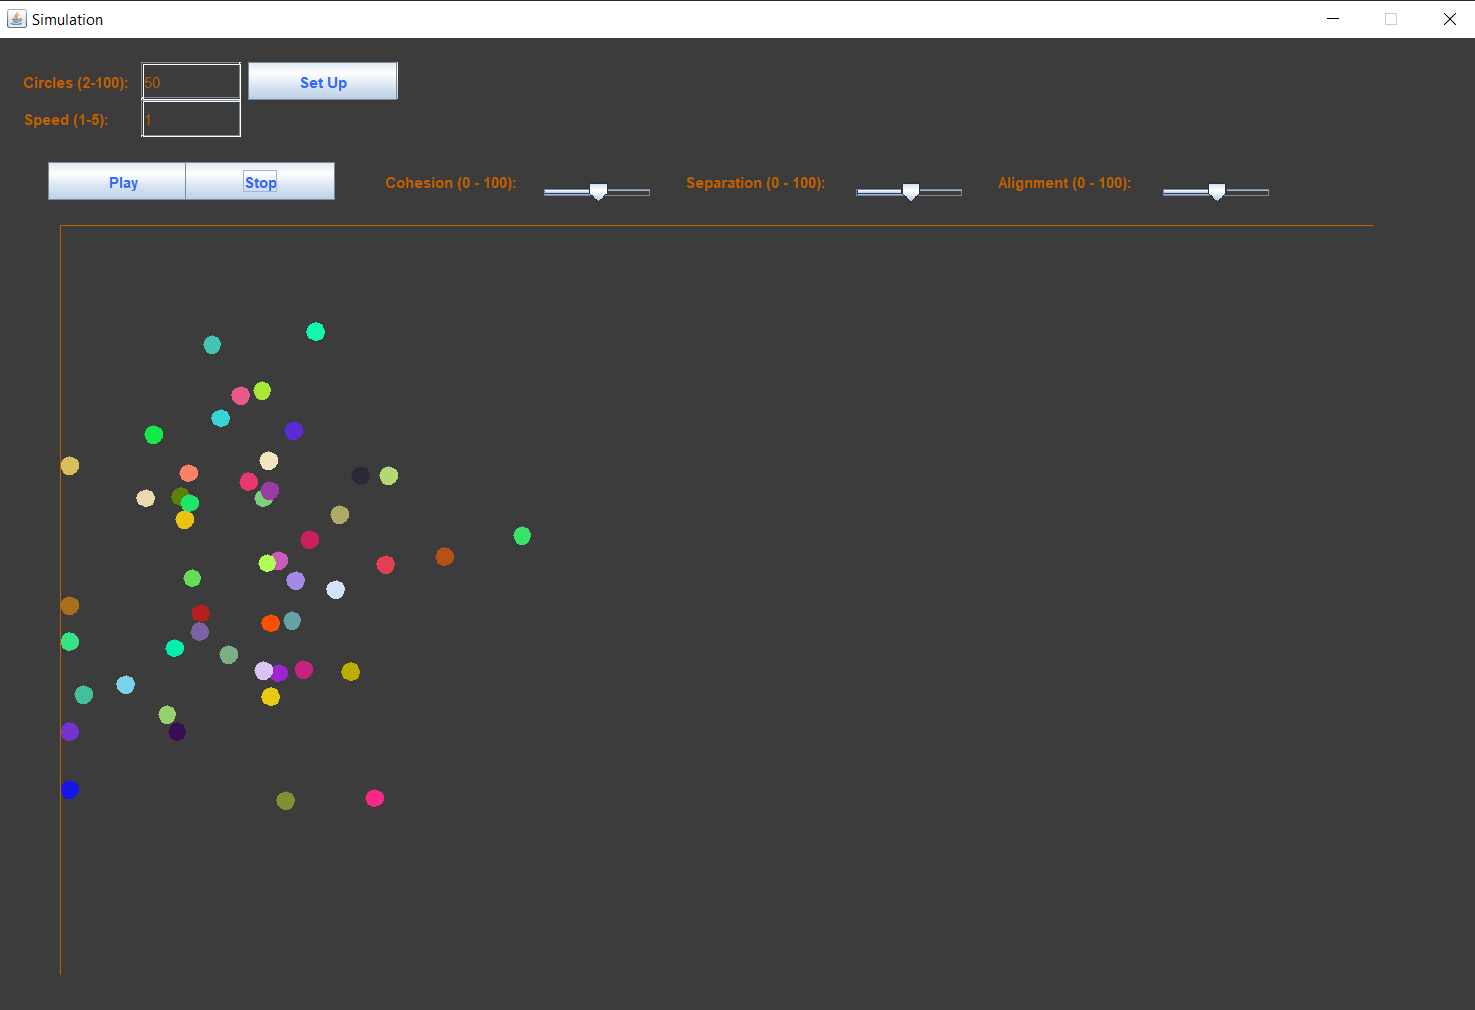 Simulation
Circles (2-100): 50 Set Up
Speed (1-5): 1
Play Stop Cohesion (0 - 100): Separation (0 - 100): Alignment (0 - 100):